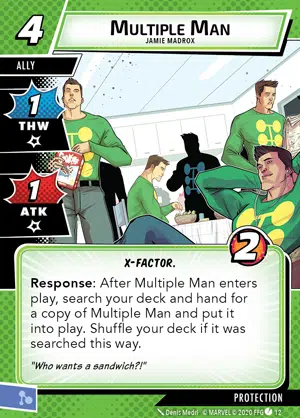 4
MULTIPLE MAN
JAMIE MADROX
ALLY
1
THW
1
ATK
2
X-FACTOR.
Response: After Multiple Man enters
play, search your deck and hand for
a copy of Multiple Man and put it
into play. Shuffle your deck if it was
searched this way.
"Who wants a sandwich?!"
PROTECTION
Denis Medri © MARVEL © 2020 FFG 12